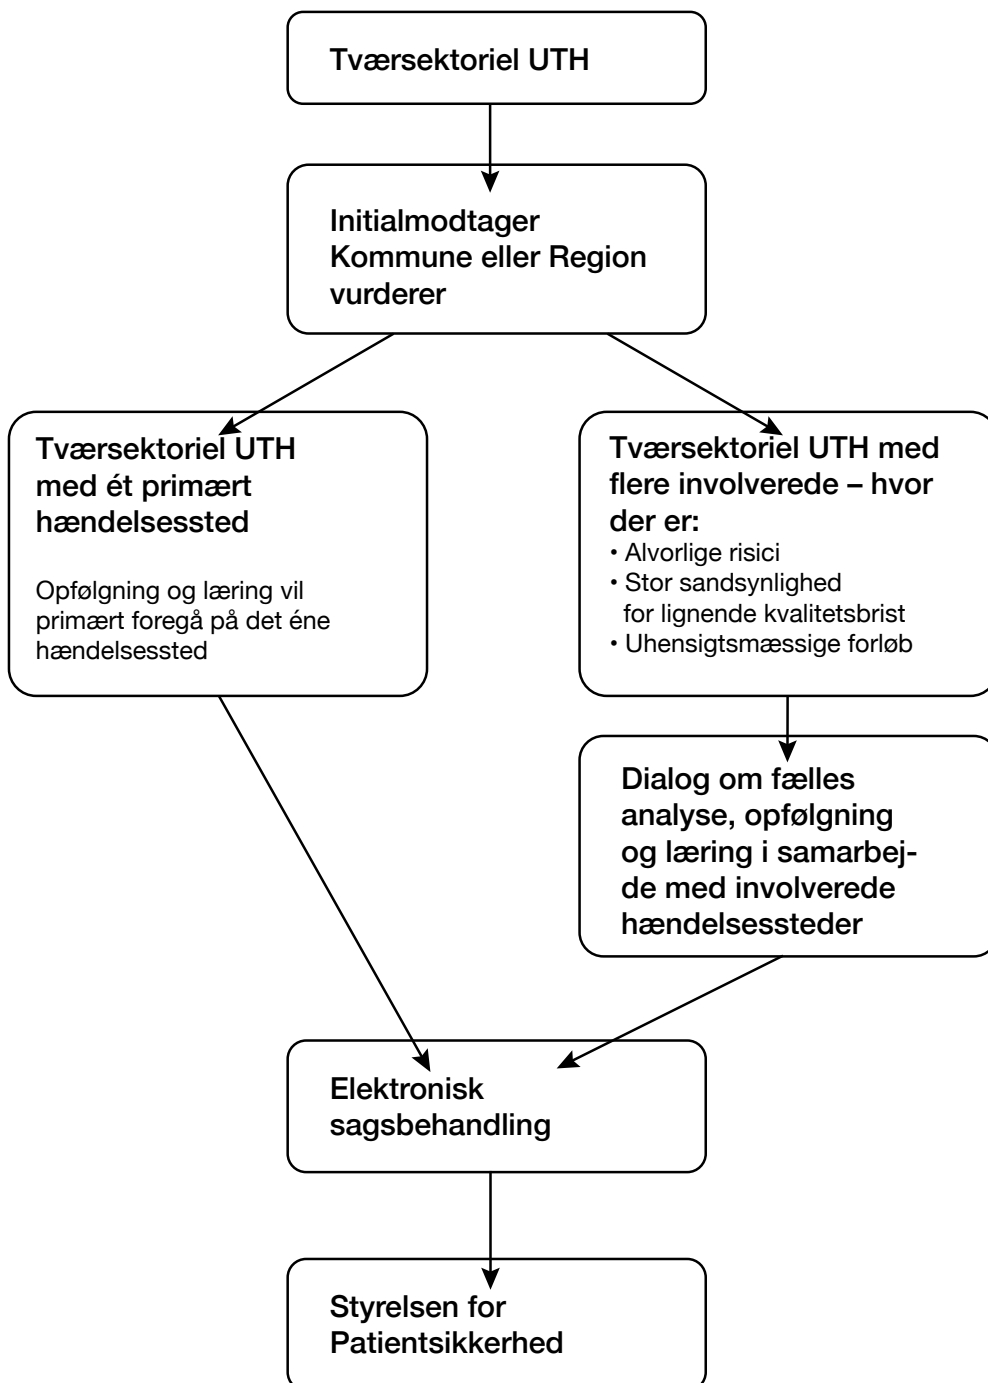 Tværsektoriel UTH
Initialmodtager
Kommune eller Region
vurderer
Tværsektoriel UTH
med ét primært
hændelsessted
Opfølgning og læring vil
primært foregå på det éne
hændelsessted
Tværsektoriel UTH med
flere involverede – hvor
der er:
• Alvorlige risici
• Stor sandsynlighed
for lignende kvalitetsbrist
• Uhensigtsmæssige forløb
Dialog om fælles
analyse, opfølgning
og læring i samarbej-
de med involverede
hændelsessteder
Elektronisk
sagsbehandling
Styrelsen for
Patientsikkerhed